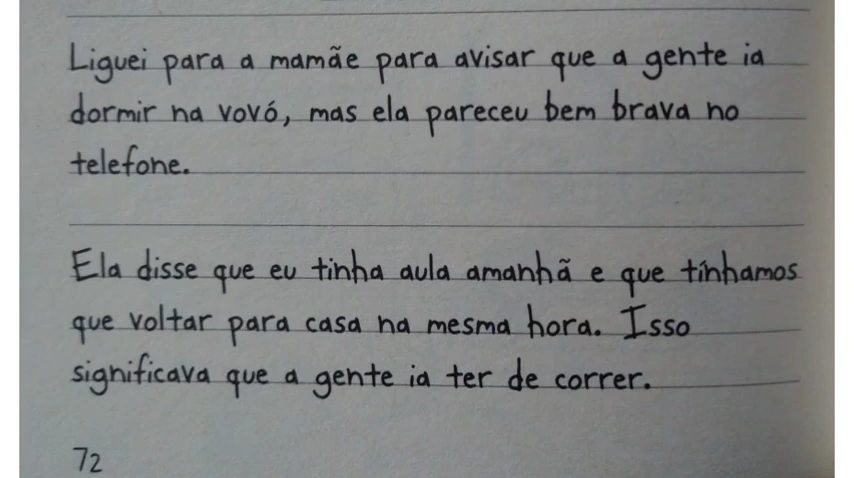 Liguei para a mamãe para avisar que a gente ia
dormir na vovó, mas ela pareceu bem brava no
telefone.
Ela disse que eu tinha aula amanhã e que tínhamos
que voltar para casa na mesma hora. Isso
significava que a gente ia ter de correr.
72